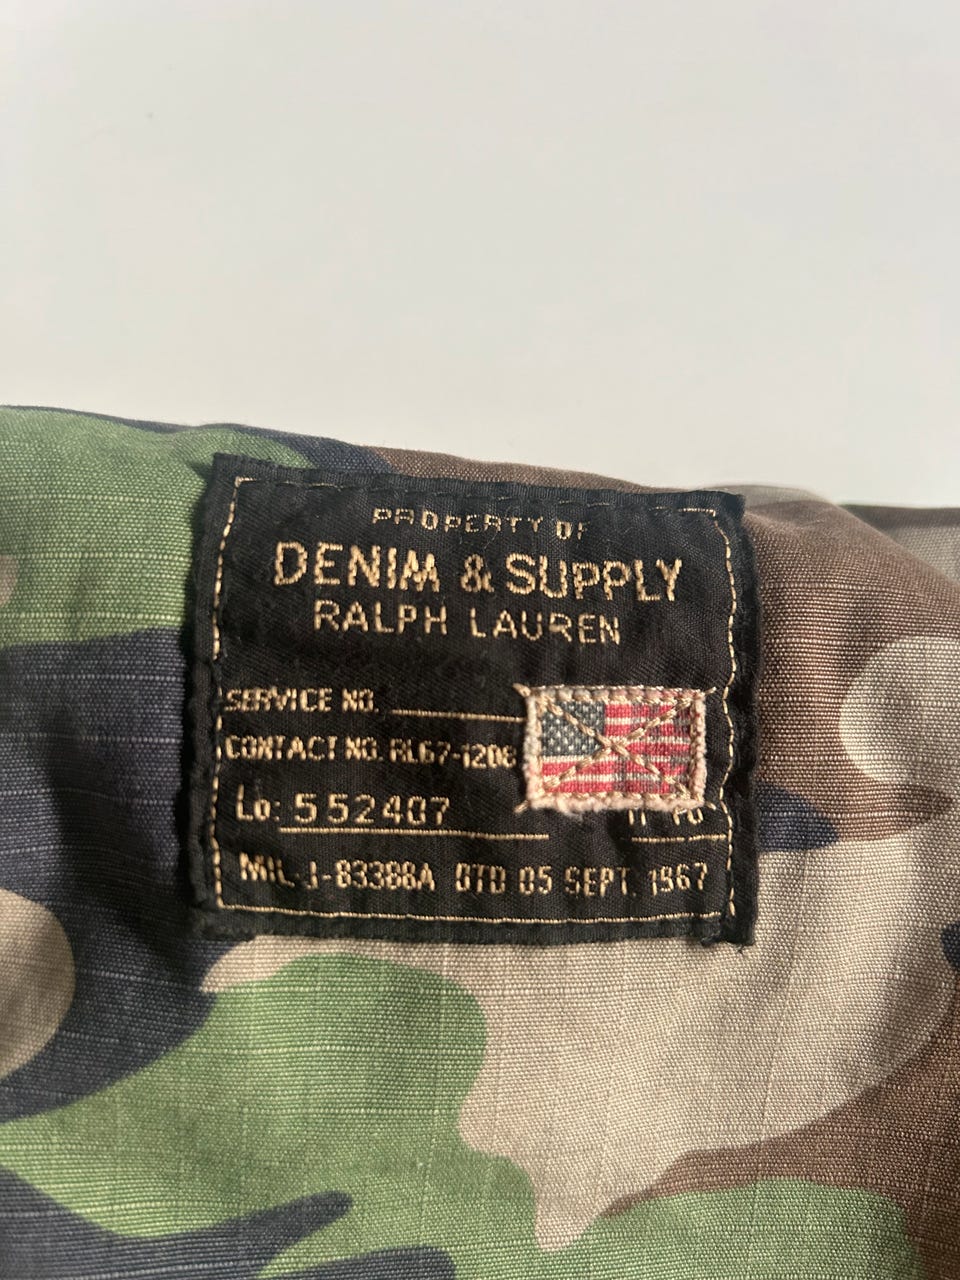 PROPERTY OF
DENIM & SUPPLY
RALPH LAUREN
SERVICE NO.
CONTACT NO. RL67-1208
Lo: 552407
MIL-J-83388A DTD 05 SEPT. 1967